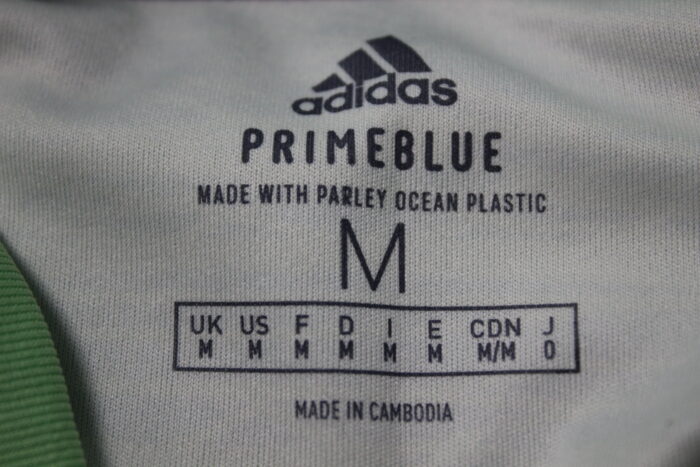 adidas
PRIMEBLUE
MADE WITH PARLEY OCEAN PLASTIC
M
UK US F D I E CDN J
M M M M M M M/M O
MADE IN CAMBODIA